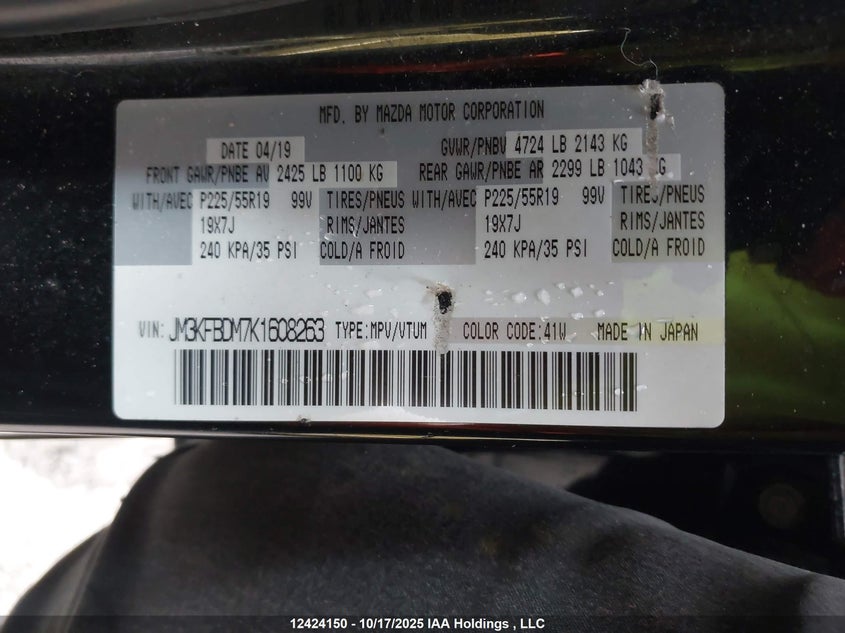 MFD. BY MAZDA MOTOR CORPORATION
DATE 04/19 GVWR/PNBV 4724 LB 2143 KG
FRONT GAWR/PNBE AV 2425 LB 1100 KG REAR GAWR/PNBE AR 2299 LB 1043 KG
WITH/AVEC P225/55R19 99V TIRES/PNEUS WITH/AVEC P225/55R19 99V TIRES/PNEUS
19X7J RIMS/JANTES 19X7J RIMS/JANTES
240 KPA/35 PSI COLD/A FROID 240 KPA/35 PSI COLD/A FROID
VIN: JM3KFBDM7K1608263 TYPE:MPV/VTUM COLOR CODE:41W MADE IN JAPAN
12424150 - 10/17/2025 IAA Holdings , LLC